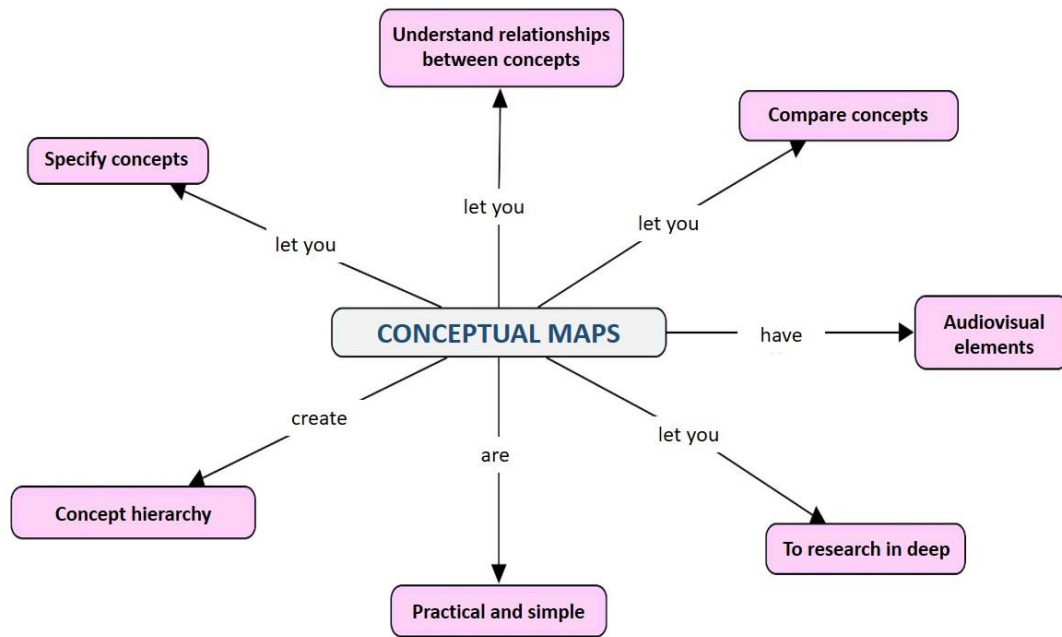 Understand relationships
between concepts
Compare concepts
Specify concepts
let you
let you
let you
CONCEPTUAL MAPS
have
Audiovisual
elements
create
are
let you
Concept hierarchy
Practical and simple
To research in deep